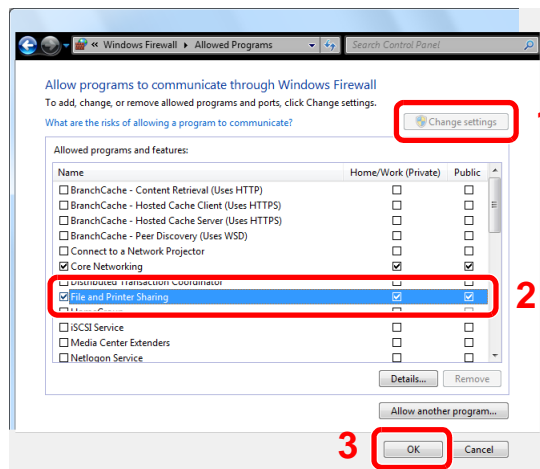 « Windows Firewall ▸ Allowed Programs
Search Control Panel
Allow programs to communicate through Windows Firewall
To add, change, or remove allowed programs and ports, click Change settings.
What are the risks of allowing a program to communicate?
Change settings
Allowed programs and features:
Name Home/Work (Private) Public
BranchCache - Content Retrieval (Uses HTTP)
BranchCache - Hosted Cache Client (Uses HTTPS)
BranchCache - Hosted Cache Server (Uses HTTPS)
BranchCache - Peer Discovery (Uses WSD)
Connect to a Network Projector
Core Networking
Distributed Transaction Coordinator
File and Printer Sharing
2
HomeGroup
iSCSI Service
Media Center Extenders
Netlogon Service
Details... Remove
Allow another program...
3
OK Cancel